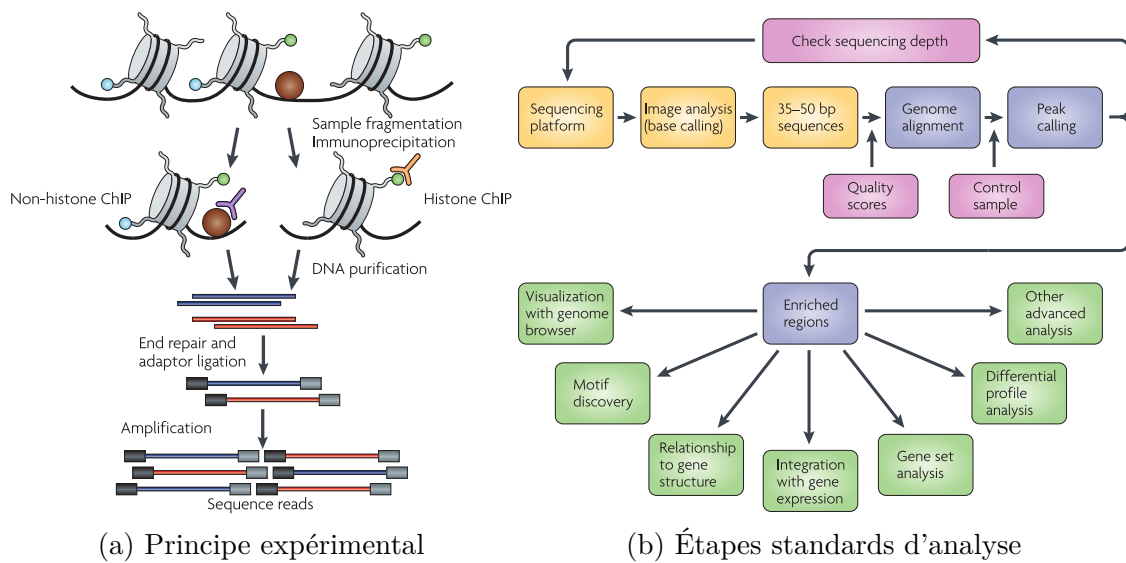 Sample fragmentation
Immunoprecipitation
Non-histone ChIP
Histone ChIP
DNA purification
End repair and
adaptor ligation
Amplification
Sequence reads
(a) Principe expérimental
Check sequencing depth
Sequencing
platform
Image analysis
(base calling)
35–50 bp
sequences
Genome
alignment
Peak
calling
Quality
scores
Control
sample
Visualization
with genome
browser
Enriched
regions
Other
advanced
analysis
Motif
discovery
Differential
profile
analysis
Relationship
to gene
structure
Integration
with gene
expression
Gene set
analysis
(b) Étapes standards d'analyse